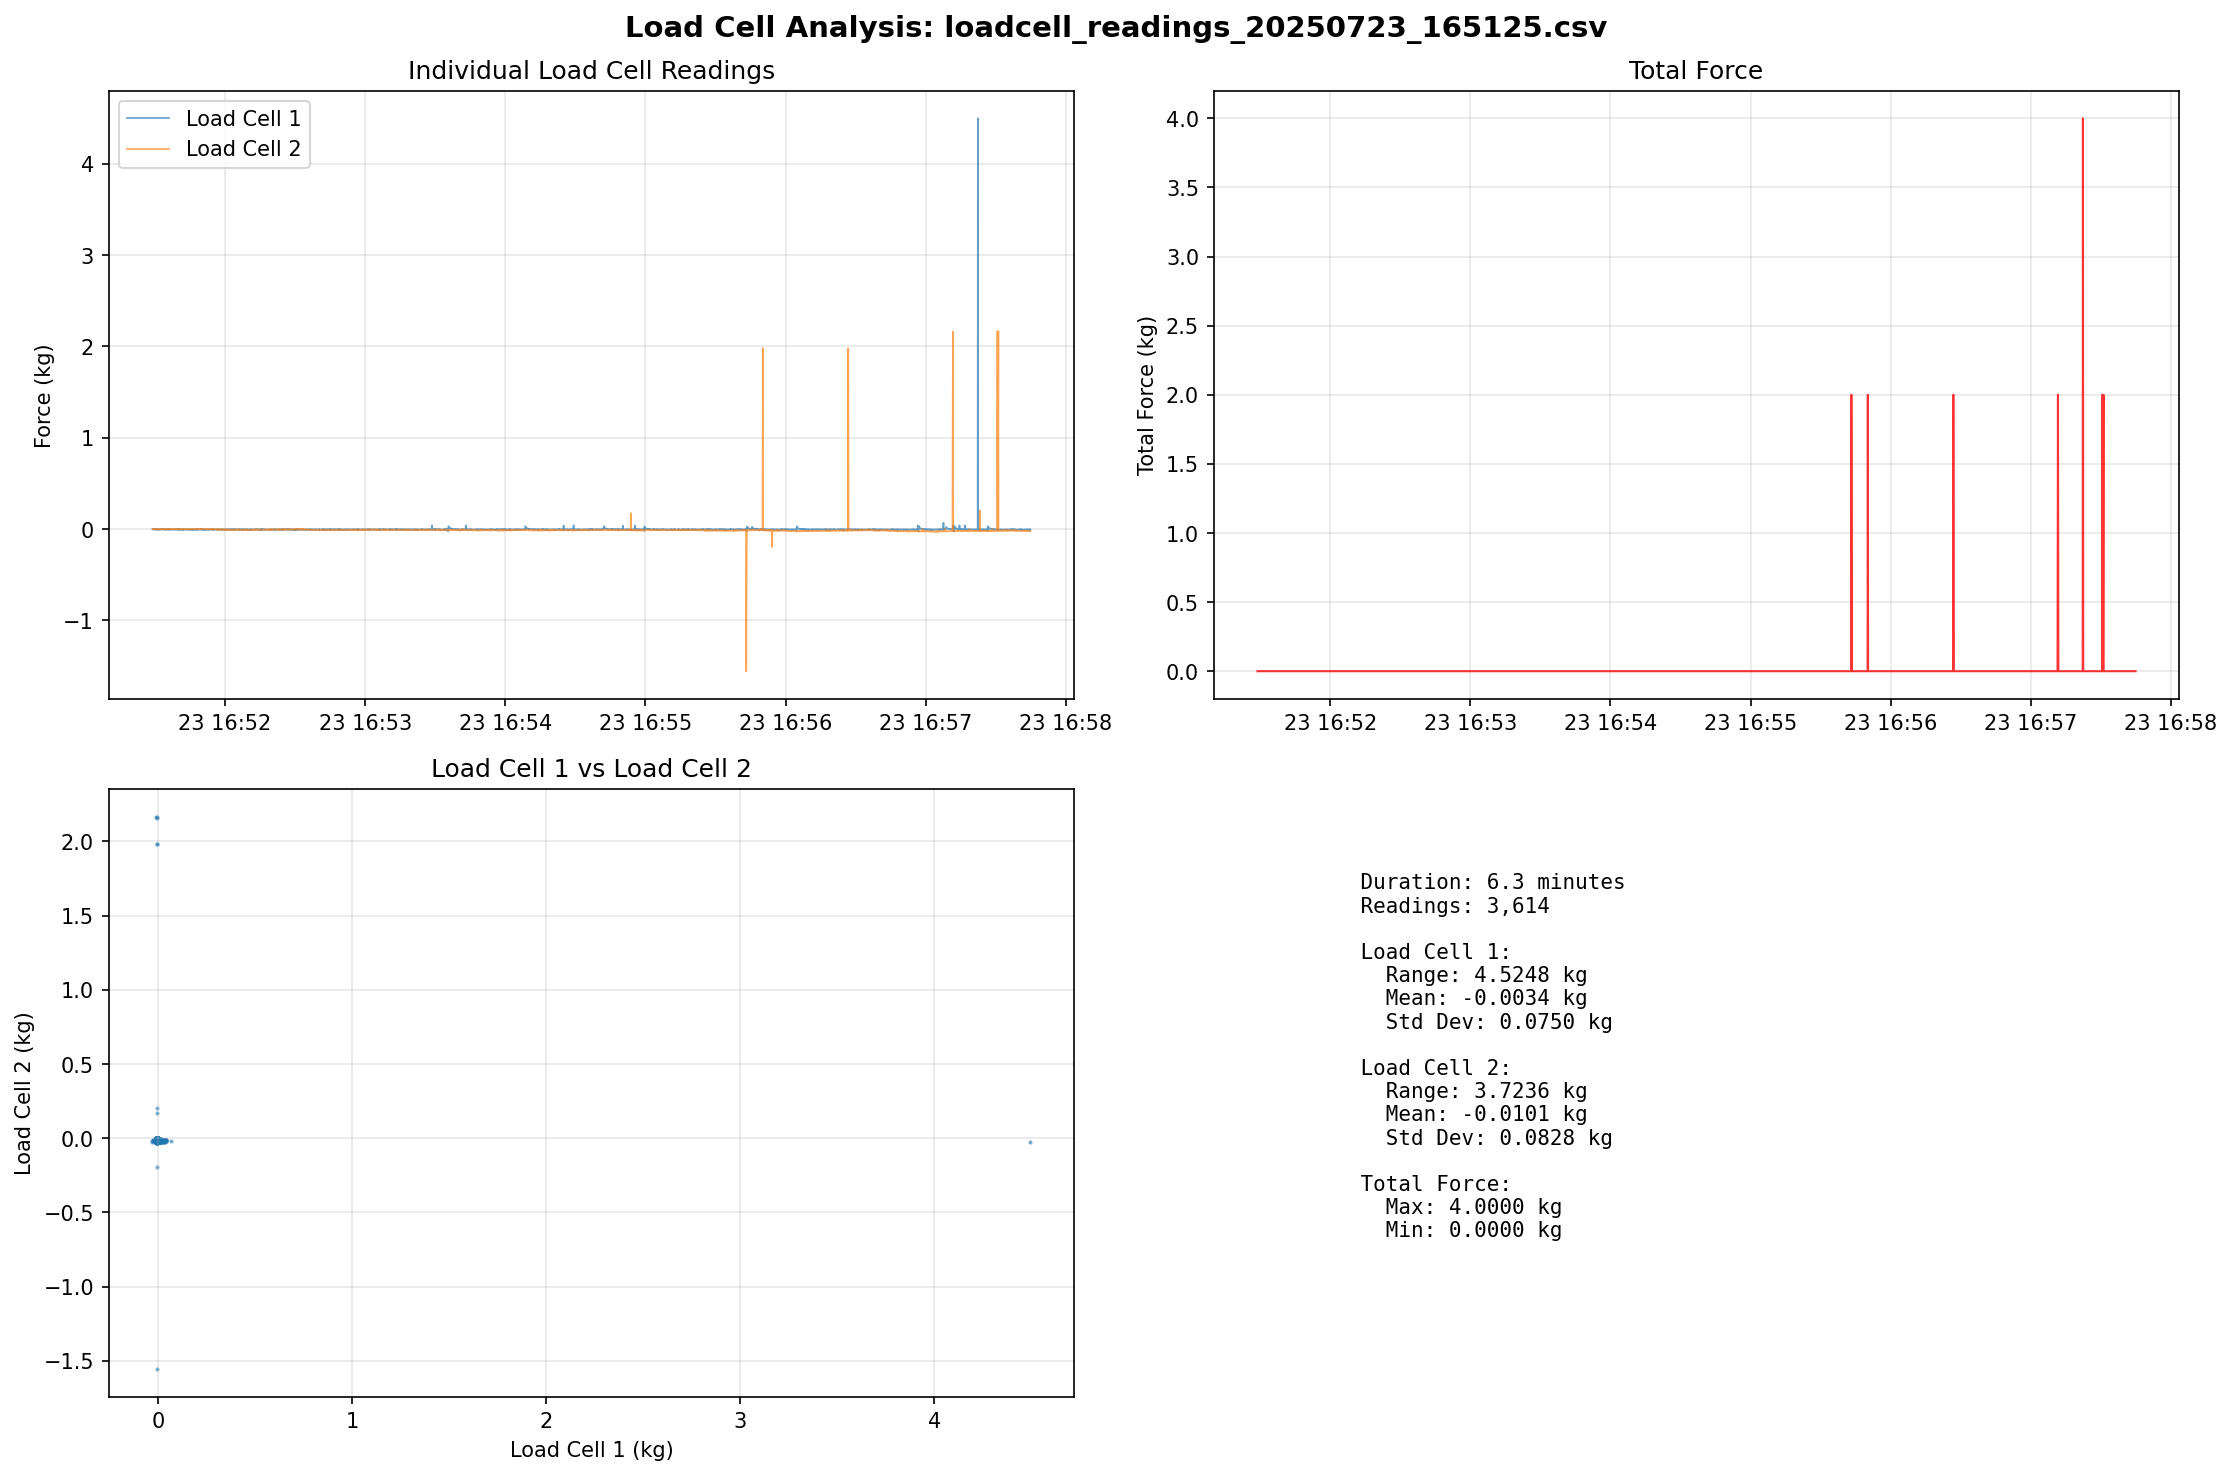 Load Cell Analysis: loadcell_readings_20250723_165125.csv
Individual Load Cell Readings
Load Cell 1
Load Cell 2
Force (kg)
4
3
2
1
0
−1
23 16:52 23 16:53 23 16:54 23 16:55 23 16:56 23 16:57 23 16:58
Total Force
Total Force (kg)
4.0
3.5
3.0
2.5
2.0
1.5
1.0
0.5
0.0
23 16:52 23 16:53 23 16:54 23 16:55 23 16:56 23 16:57 23 16:58
Load Cell 1 vs Load Cell 2
Load Cell 2 (kg)
2.0
1.5
1.0
0.5
0.0
−0.5
−1.0
−1.5
0 1 2 3 4
Load Cell 1 (kg)
Duration: 6.3 minutes
Readings: 3,614
Load Cell 1:
Range: 4.5248 kg
Mean: -0.0034 kg
Std Dev: 0.0750 kg
Load Cell 2:
Range: 3.7236 kg
Mean: -0.0101 kg
Std Dev: 0.0828 kg
Total Force:
Max: 4.0000 kg
Min: 0.0000 kg